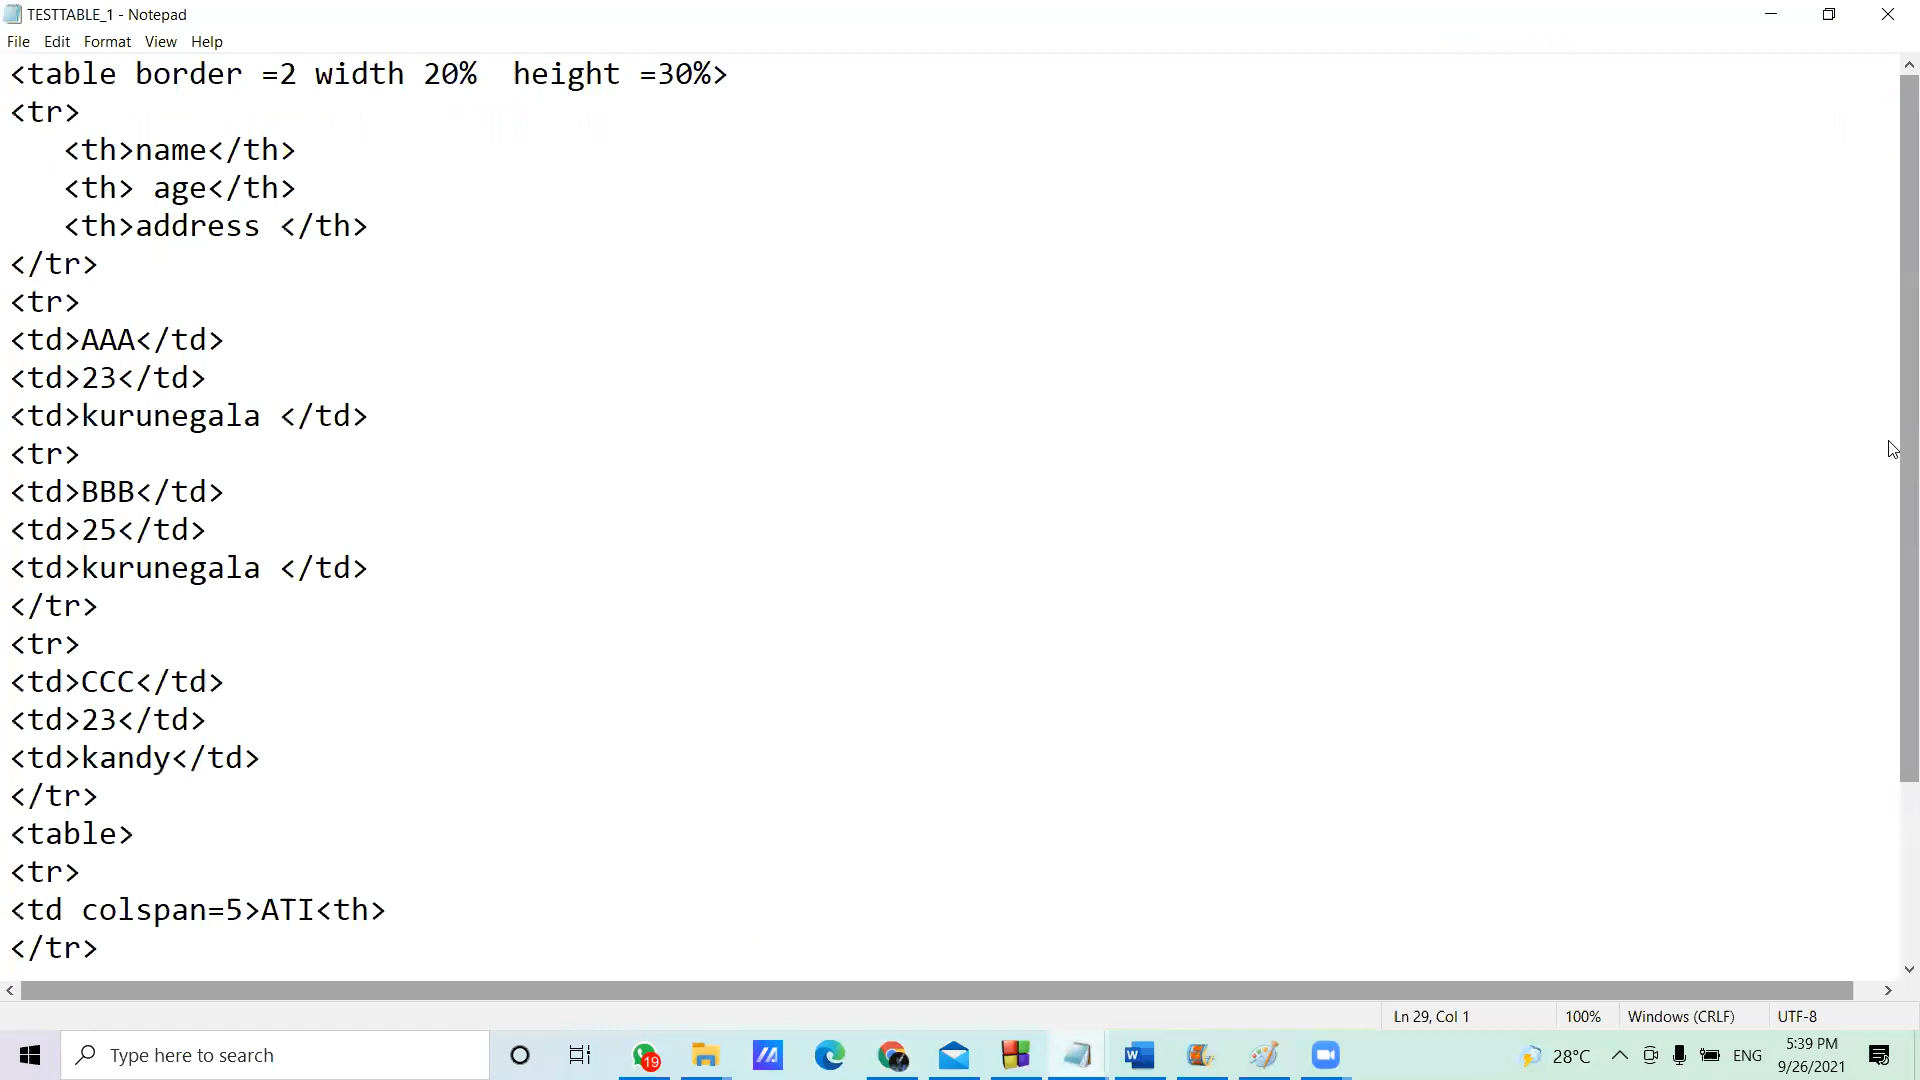 TESTTABLE_1 - Notepad
File Edit Format View Help
<table border =2 width 20%  height =30%>
<tr>
   <th>name</th>
   <th> age</th>
   <th>address </th>
</tr>
<tr>
<td>AAA</td>
<td>23</td>
<td>kurunegala </td>
<tr>
<td>BBB</td>
<td>25</td>
<td>kurunegala </td>
</tr>
<tr>
<td>CCC</td>
<td>23</td>
<td>kandy</td>
</tr>
<table>
<tr>
<td colspan=5>ATI<th>
</tr>
Ln 29, Col 1 100% Windows (CRLF) UTF-8
Type here to search 19 W 28°C ENG 5:39 PM
9/26/2021